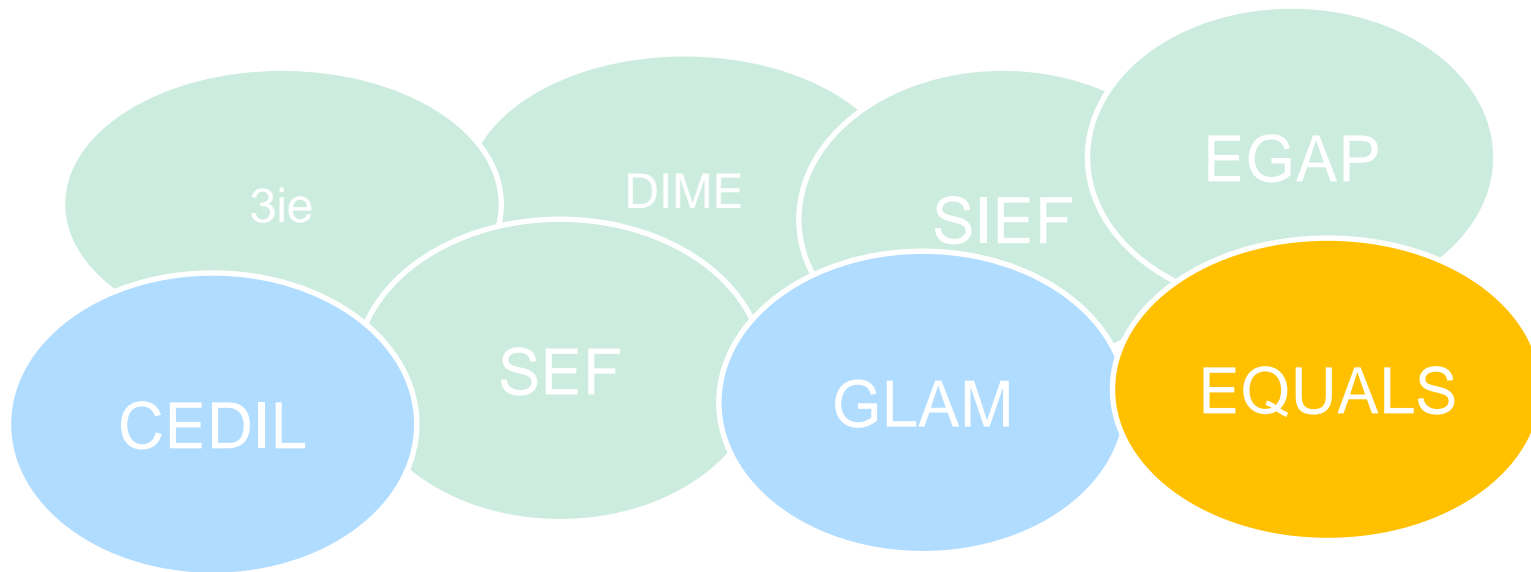 EGAP
DIME
3ie
SIEF
SEF
GLAM
EQUALS
CEDIL